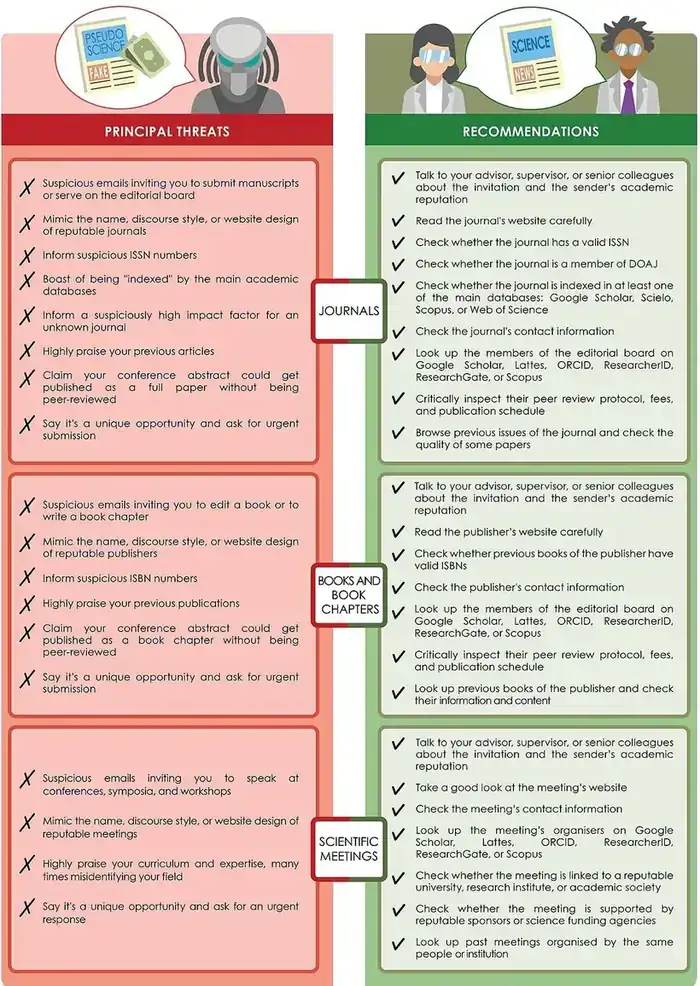 PSEUDO
SCIENCE
FAKE
SCIENCE
NEWS
PRINCIPAL THREATS
RECOMMENDATIONS
JOURNALS
✗ Suspicious emails inviting you to submit manuscripts
or serve on the editorial board
✗ Mimic the name, discourse style, or website design
of reputable journals
✗ Inform suspicious ISSN numbers
✗ Boast of being "indexed" by the main academic
databases
✗ Inform a suspiciously high impact factor for an
unknown journal
✗ Highly praise your previous articles
✗ Claim your conference abstract could get
published as a full paper without being
peer-reviewed
✗ Say it's a unique opportunity and ask for urgent
submission
✓ Talk to your advisor, supervisor, or senior colleagues
about the invitation and the sender's academic
reputation
✓ Read the journal's website carefully
✓ Check whether the journal has a valid ISSN
✓ Check whether the journal is a member of DOAJ
✓ Check whether the journal is indexed in at least one
of the main databases: Google Scholar, Scielo,
Scopus, or Web of Science
✓ Check the journal's contact information
✓ Look up the members of the editorial board on
Google Scholar, Lattes, ORCID, ResearcherID,
ResearchGate, or Scopus
✓ Critically inspect their peer review protocol, fees,
and publication schedule
✓ Browse previous issues of the journal and check the
quality of some papers
BOOKS AND
BOOK
CHAPTERS
✗ Suspicious emails inviting you to edit a book or to
write a book chapter
✗ Mimic the name, discourse style, or website design
of reputable publishers
✗ Inform suspicious ISBN numbers
✗ Highly praise your previous publications
✗ Claim your conference abstract could get
published as a book chapter without being
peer-reviewed
✗ Say it's a unique opportunity and ask for urgent
submission
✓ Talk to your advisor, supervisor, or senior colleagues
about the invitation and the sender's academic
reputation
✓ Read the publisher's website carefully
✓ Check whether previous books of the publisher have
valid ISBNs
✓ Check the publisher's contact information
✓ Look up the members of the editorial board on
Google Scholar, Lattes, ORCID, ResearcherID,
ResearchGate, or Scopus
✓ Critically inspect their peer review protocol, fees,
and publication schedule
✓ Look up previous books of the publisher and check
their information and content
SCIENTIFIC
MEETINGS
✗ Suspicious emails inviting you to speak at
conferences, symposia, and workshops
✗ Mimic the name, discourse style, or website design of
reputable meetings
✗ Highly praise your curriculum and expertise, many
times misidentifying your field
✗ Say it's a unique opportunity and ask for an urgent
response
✓ Talk to your advisor, supervisor, or senior colleagues
about the invitation and the sender's academic
reputation
✓ Take a good look at the meeting's website
✓ Check the meeting's contact information
✓ Look up the meeting's organisers on Google
Scholar, Lattes, ORCID, ResearcherID,
ResearchGate, or Scopus
✓ Check whether the meeting is linked to a reputable
university, research institute, or academic society
✓ Check whether the meeting is supported by
reputable sponsors or science funding agencies
✓ Look up past meetings organised by the same
people or institution